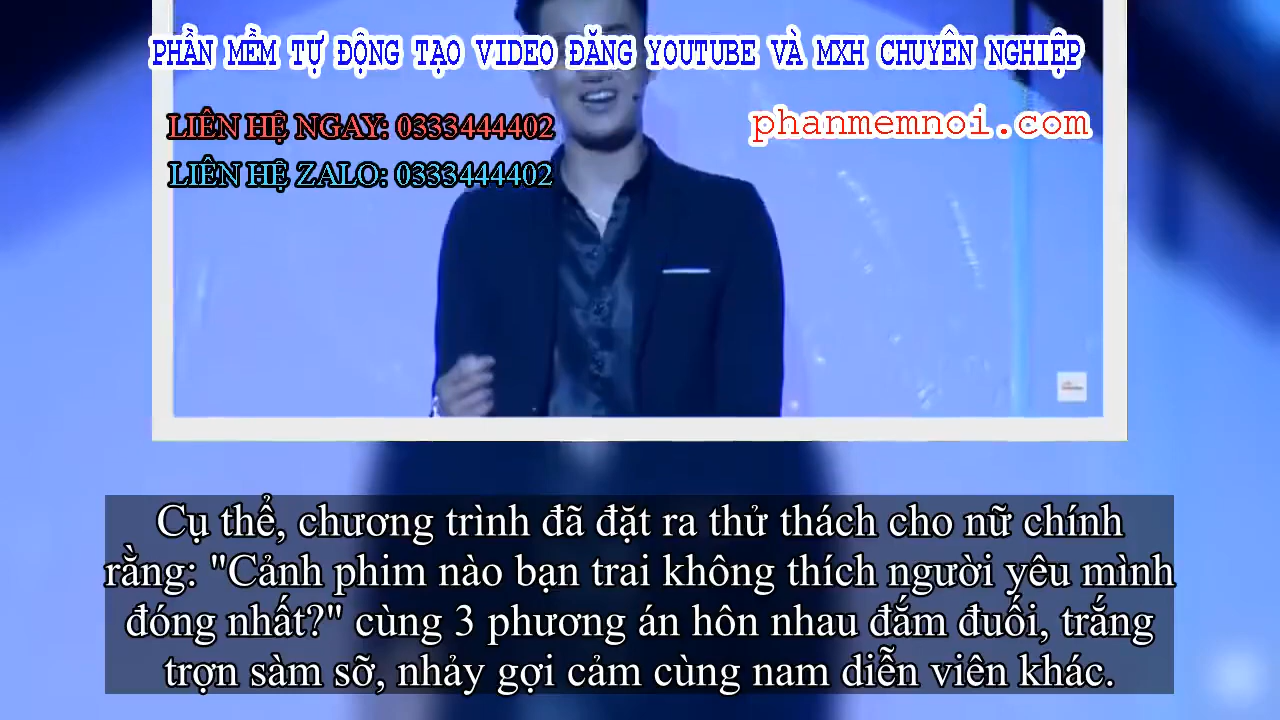 PHẦN MỀM TỰ ĐỘNG TẠO VIDEO ĐĂNG YOUTUBE VÀ MXH CHUYÊN NGHIỆP
LIÊN HỆ NGAY: 0333444402
phanmemnoi.com
LIÊN HỆ ZALO: 0333444402
Cụ thể, chương trình đã đặt ra thử thách cho nữ chính
rằng: "Cảnh phim nào bạn trai không thích người yêu mình
đóng nhất?" cùng 3 phương án hôn nhau đắm đuối, trắng
trợn sàm sỡ, nhảy gợi cảm cùng nam diễn viên khác.